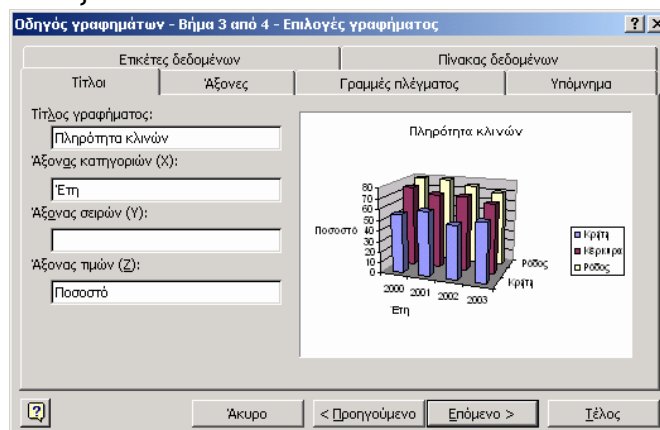 Οδηγός γραφημάτων - Βήμα 3 από 4 - Επιλογές γραφήματος
Ετικέτες δεδομένων Πίνακας δεδομένων
Τίτλοι Άξονες Γραμμές πλέγματος Υπόμνημα
Τίτλος γραφήματος:
Πληρότητα κλινών
Άξονας κατηγοριών (X):
Έτη
Άξονας σειρών (Y):
Άξονας τιμών (Z):
Ποσοστό
Πληρότητα κλινών
80
70
60
Ποσοστό 40
30
20
10
0
2000 2001 2002 2003
Έτη
Ρόδος
Κρήτη
Κρήτη
Κέρκυρα
Ρόδος
Άκυρο < Προηγούμενο Επόμενο > Τέλος